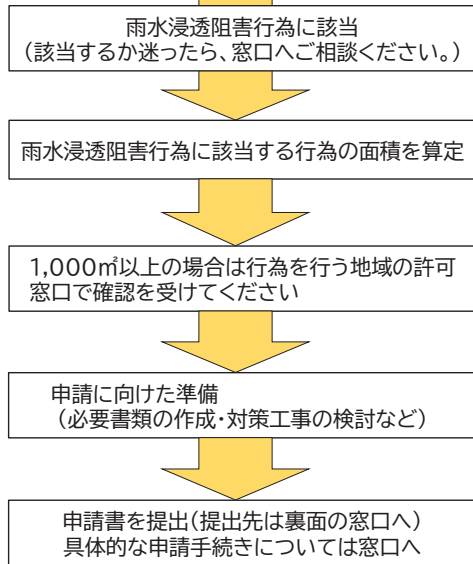 雨水浸透阻害行為に該当
(該当するか迷ったら、窓口へご相談ください。)
雨水浸透阻害行為に該当する行為の面積を算定
1,000㎡以上の場合は行為を行う地域の許可
窓口で確認を受けてください
申請に向けた準備
(必要書類の作成・対策工事の検討など)
申請書を提出(提出先は裏面の窓口へ)
具体的な申請手続きについては窓口へ